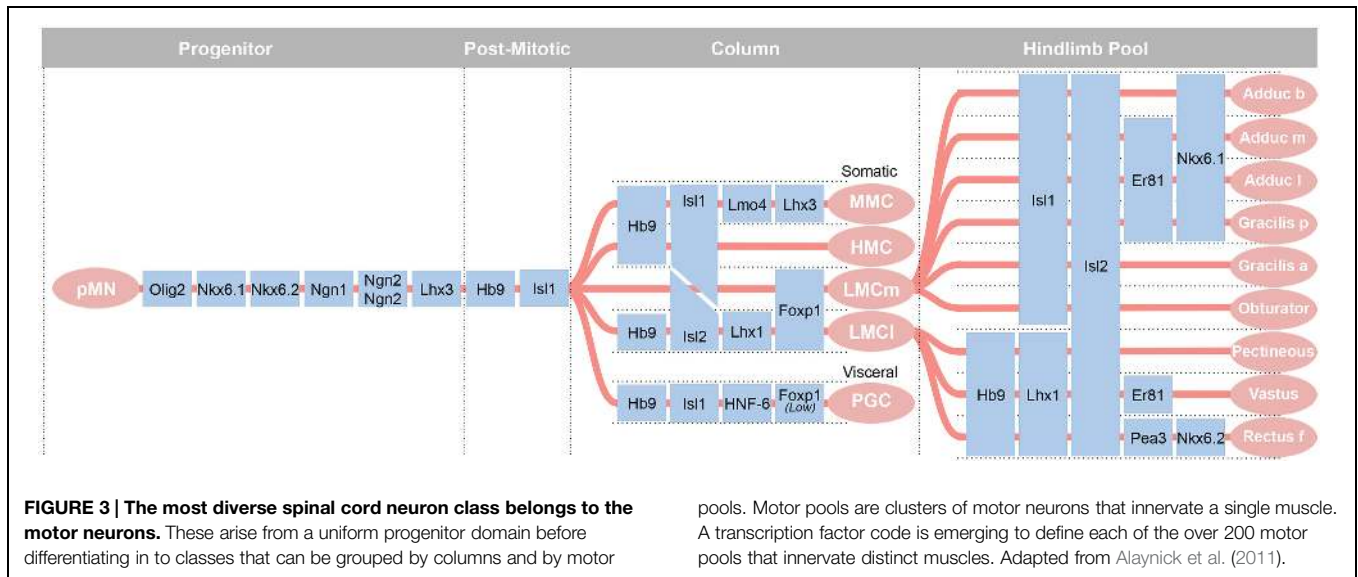 Progenitor Post-Mitotic Column Hindlimb Pool
pMN
Olig2
Nkx6.1
Nkx6.2
Ngn1
Ngn2
Ngn2
Lhx3
Hb9
Isl1
Somatic
Hb9
Isl1
Lmo4
Lhx3
MMC
HMC
LMCm
Foxp1
Hb9
Isl2
Lhx1
LMCl
Visceral
Hb9
Isl1
HNF-6
Foxp1
(Low)
PGC
Isl1
Isl2
Er81
Nkx6.1
Adduc b
Adduc m
Adduc l
Gracilis p
Gracilis a
Obturator
Hb9
Lhx1
Er81
Pea3
Nkx6.2
Pectineous
Vastus
Rectus f
FIGURE 3 | The most diverse spinal cord neuron class belongs to the
motor neurons. These arise from a uniform progenitor domain before
differentiating in to classes that can be grouped by columns and by motor
pools. Motor pools are clusters of motor neurons that innervate a single muscle.
A transcription factor code is emerging to define each of the over 200 motor
pools that innervate distinct muscles. Adapted from Alaynick et al. (2011).